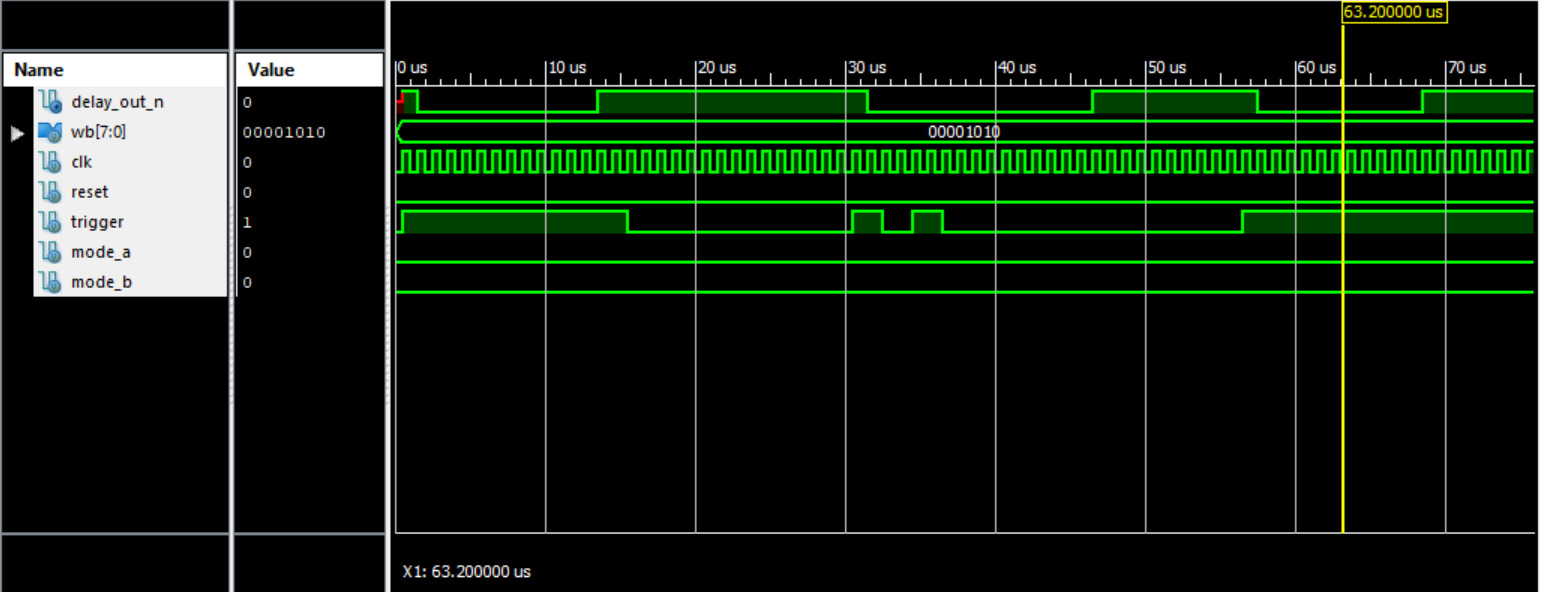 63.200000 us
Name Value 0 us 10 us 20 us 30 us 40 us 50 us 60 us 70 us
delay_out_n 0
wb[7:0] 00001010 00001010
clk 0
reset 0
trigger 1
mode_a 0
mode_b 0
X1: 63.200000 us